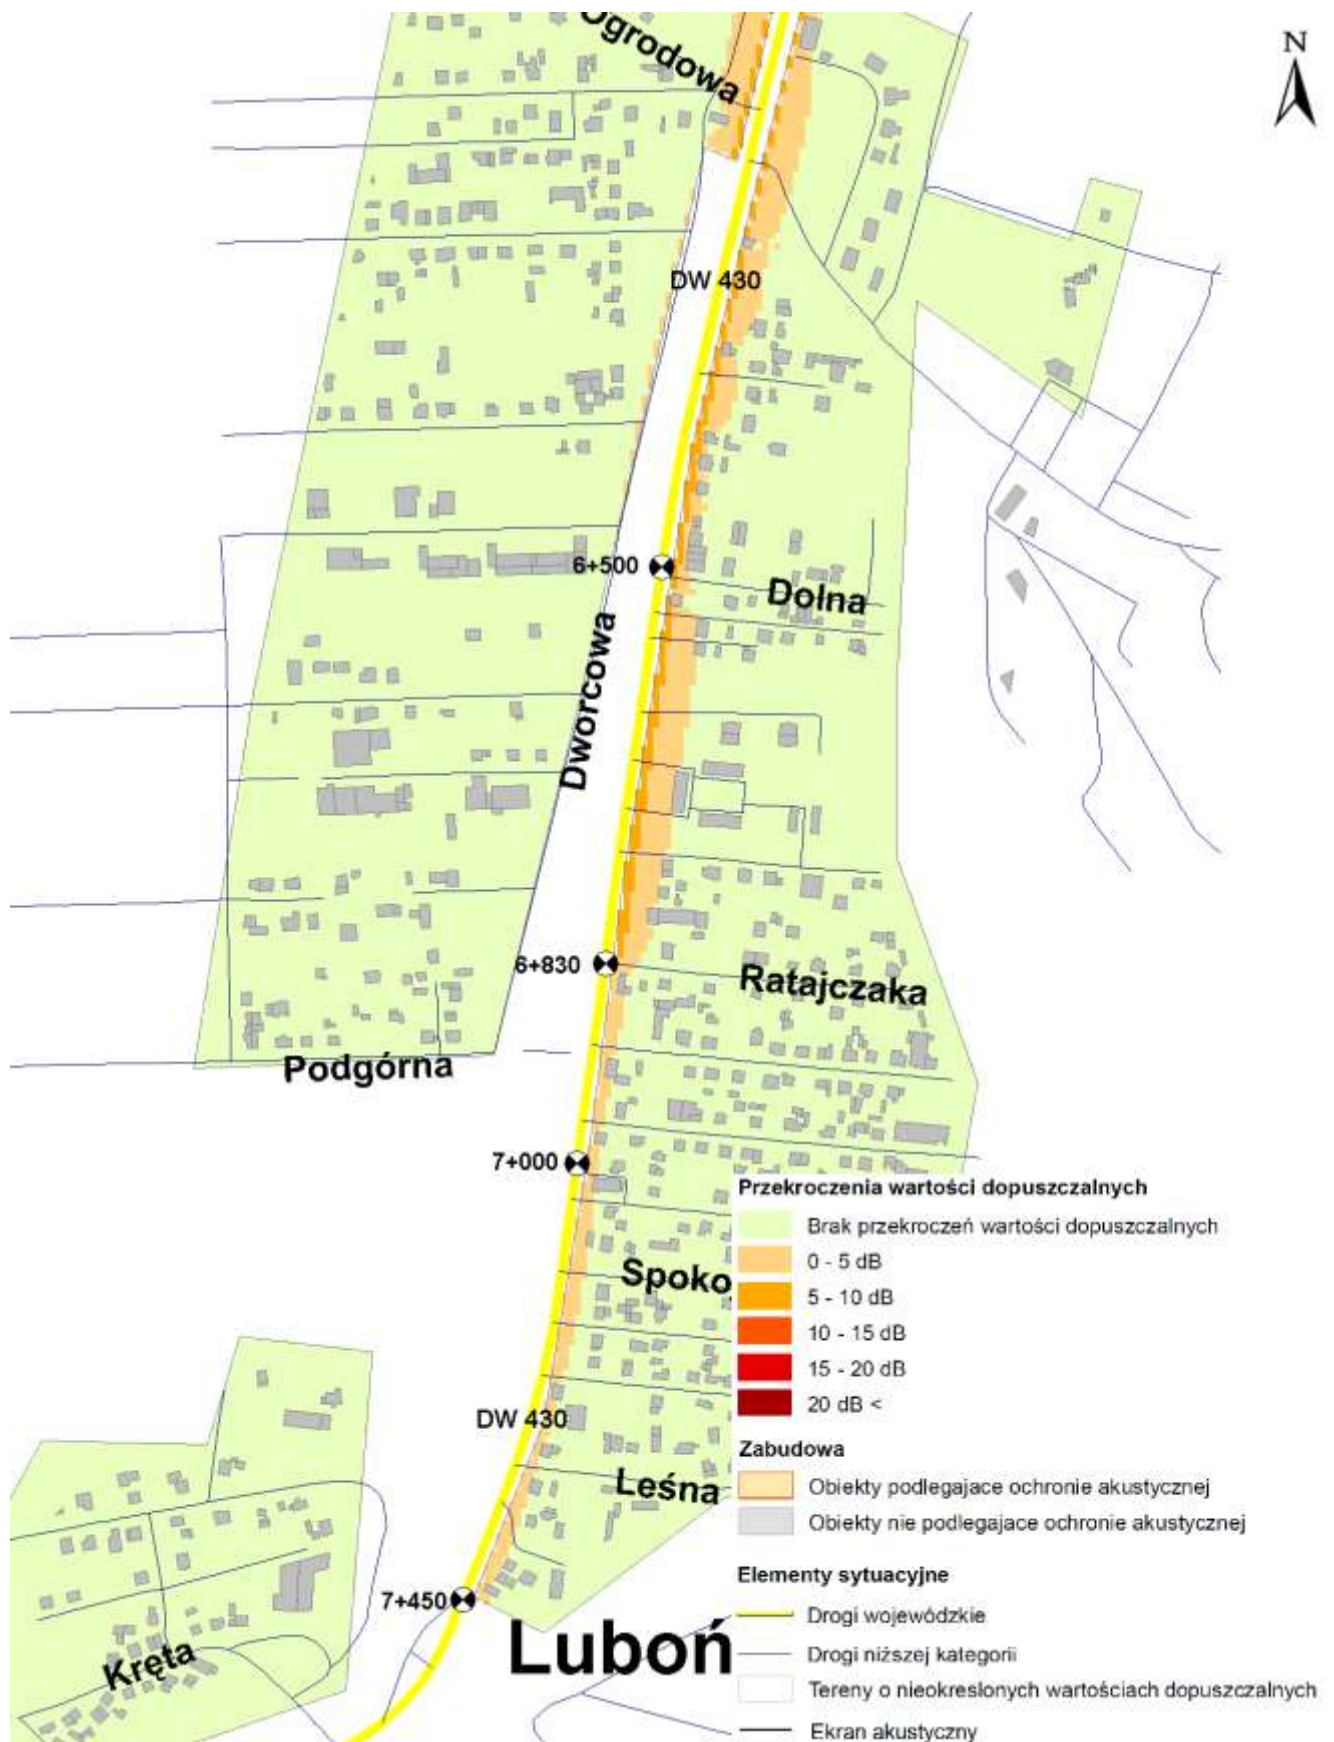 Ogrodowa
N
DW 430
6+500
Dolna
Dworcowa
6+830
Ratajczaka
Podgórna
7+000
Przekroczenia wartości dopuszczalnych
Brak przekroczeń wartości dopuszczalnych
0 - 5 dB
Spoko
5 - 10 dB
10 - 15 dB
15 - 20 dB
20 dB <
DW 430
Zabudowa
Leśna
Obiekty podlegajace ochronie akustycznej
Obiekty nie podlegajace ochronie akustycznej
Elementy sytuacyjne
7+450
Drogi wojewódzkie
Luboń
Kręta
Drogi niższej kategorii
Tereny o nieokreslonych wartościach dopuszczalnych
Ekran akustyczny